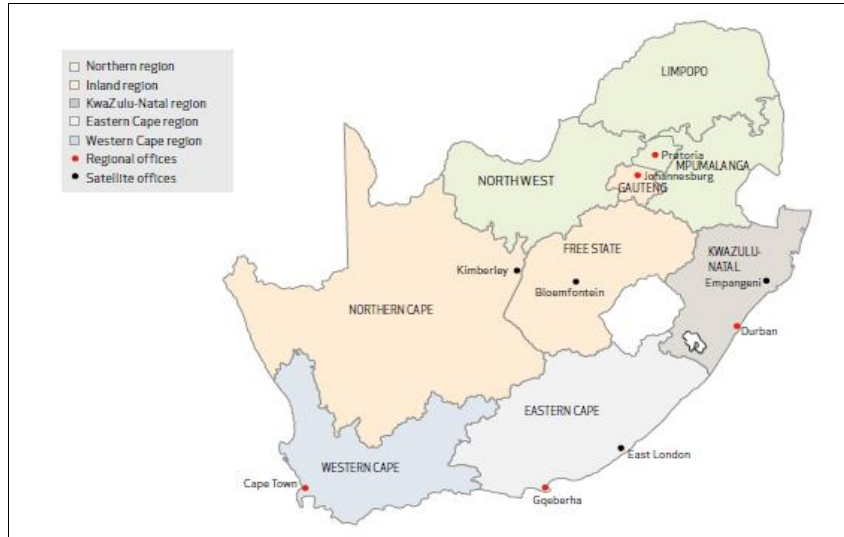 Northern region
Inland region
KwaZulu-Natal region
Eastern Cape region
Western Cape region
Regional offices
Satellite offices
LIMPOPO
Pretoria
MPUMALANGA
Johannesburg
GAUTENG
NORTH WEST
FREE STATE
KWAZULU-
NATAL
Kimberley
Empangeni
Bloemfontein
NORTHERN CAPE
Durban
EASTERN CAPE
East London
WESTERN CAPE
Cape Town
Gqeberha